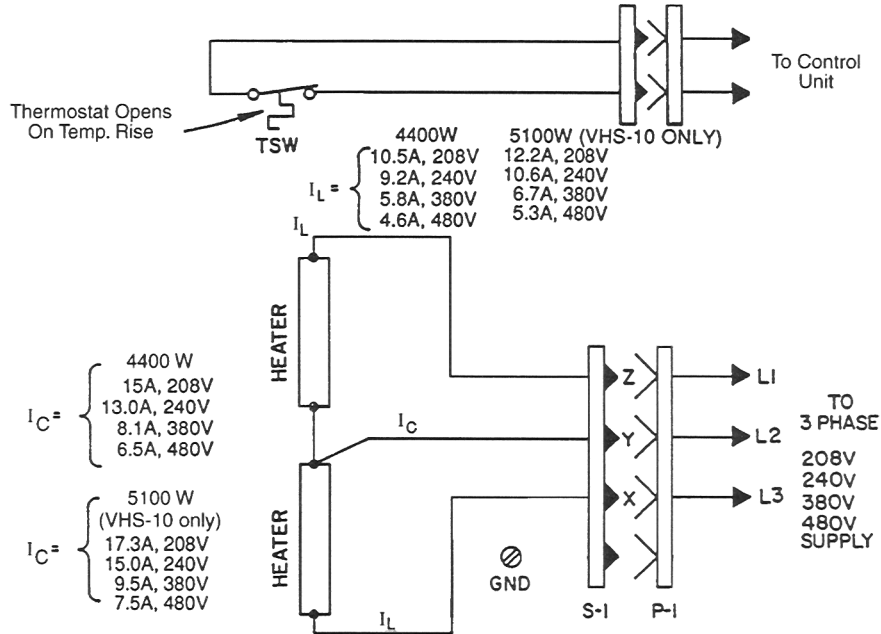 To Control
Unit
Thermostat Opens
On Temp. Rise
TSW
4400W
10.5A, 208V
9.2A, 240V
5.8A, 380V
4.6A, 480V
5100W (VHS-10 ONLY)
12.2A, 208V
10.6A, 240V
6.7A, 380V
5.3A, 480V
IL =
IL
HEATER
4400 W
IC=
15A, 208V
13.0A, 240V
8.1A, 380V
6.5A, 480V
IC
Z
L1
Y
L2
X
L3
TO
3 PHASE
208V
240V
380V
480V
SUPPLY
5100 W
(VHS-10 only)
IC=
17.3A, 208V
15.0A, 240V
9.5A, 380V
7.5A, 480V
HEATER
GND
IL
S-1
P-1